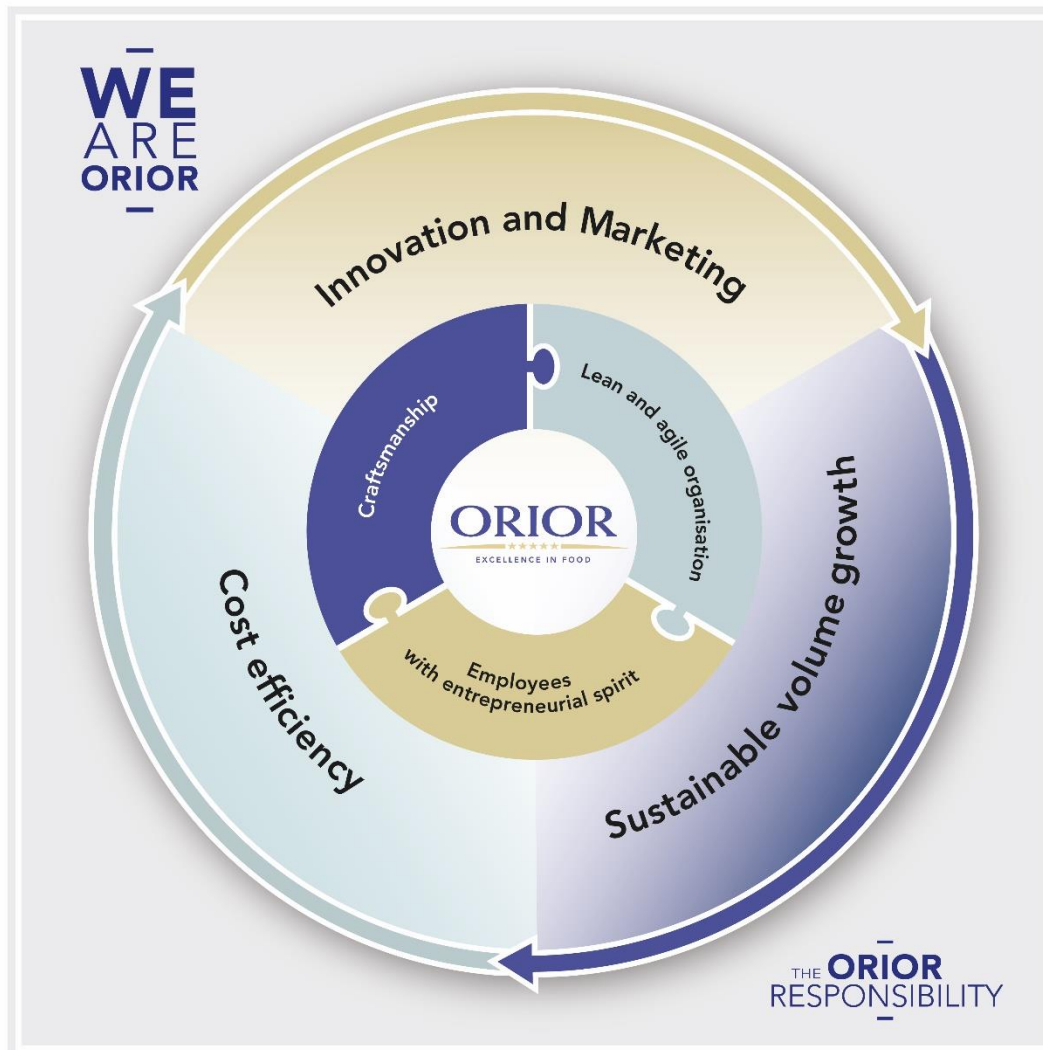 WE
ARE
ORIOR
Innovation and Marketing
Craftsmanship
Lean and agile organisation
ORIOR
EXCELLENCE IN FOOD
Employees
with entrepreneurial spirit
Cost efficiency
Sustainable volume growth
THE ORIOR
RESPONSIBILITY